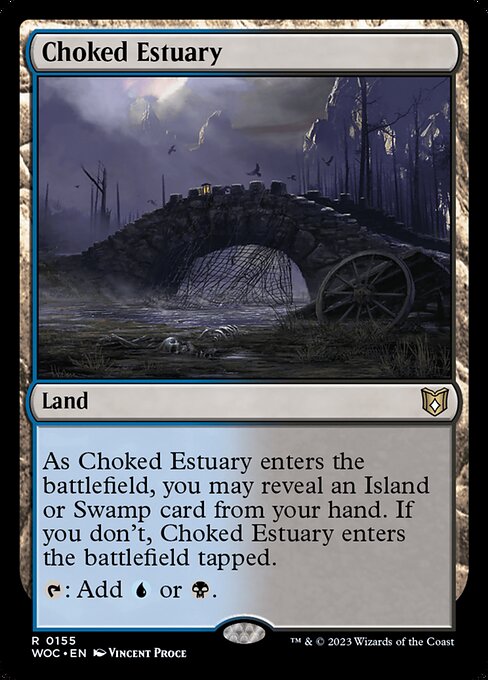 Choked Estuary
Land
As Choked Estuary enters the
battlefield, you may reveal an Island
or Swamp card from your hand. If
you don't, Choked Estuary enters
the battlefield tapped.
: Add or .
R 0155
WOC • EN Vincent Proce
™ & © 2023 Wizards of the Coast